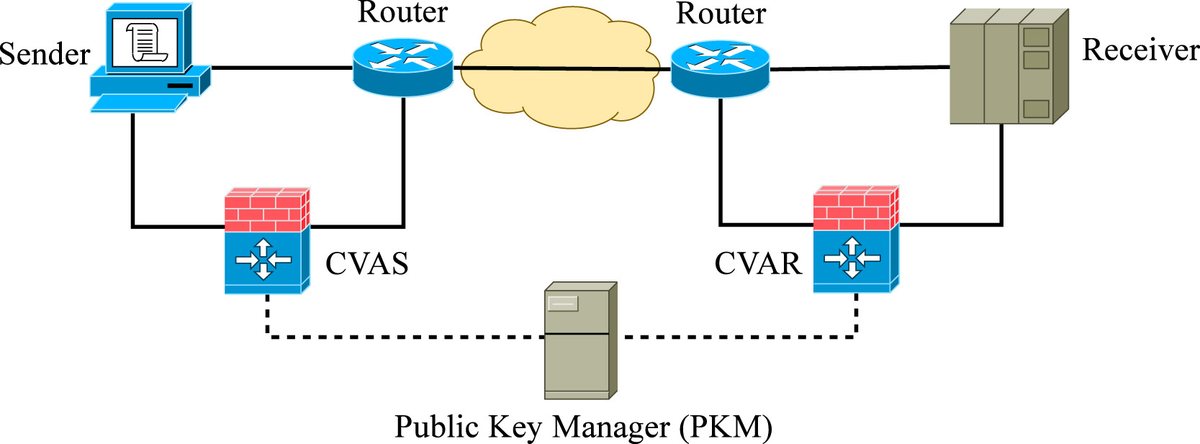 Router
Router
Sender
Receiver
CVAS
CVAR
Public Key Manager (PKM)